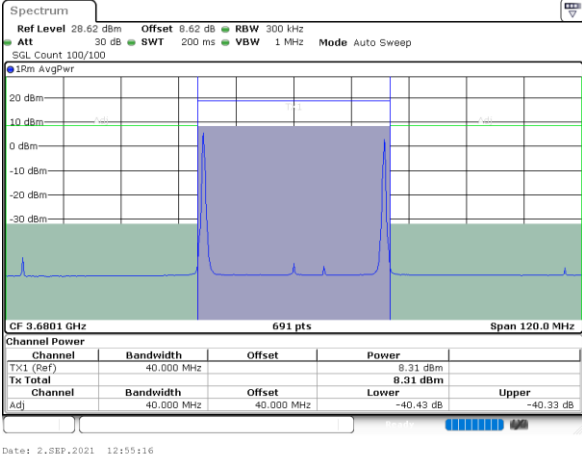 Spectrum
Ref Level 28.62 dBm Offset 8.62 dB RBW 300 kHz
Att 30 dB SWT 200 ms VBW 1 MHz Mode Auto Sweep
SGL Count 100/100
1Rm AvgPwr
20 dBm
TX1
10 dBm
Adj Adj
0 dBm
-10 dBm
-20 dBm
-30 dBm
CF 3.6801 GHz 691 pts Span 120.0 MHz
Channel Power
Channel Bandwidth Offset Power
TX1 (Ref) 40.000 MHz 8.31 dBm
Tx Total 8.31 dBm
Channel Bandwidth Offset Lower Upper
Adj 40.000 MHz 40.000 MHz -40.43 dB -40.33 dB
Ready
Date: 2.SEP.2021 12:55:16